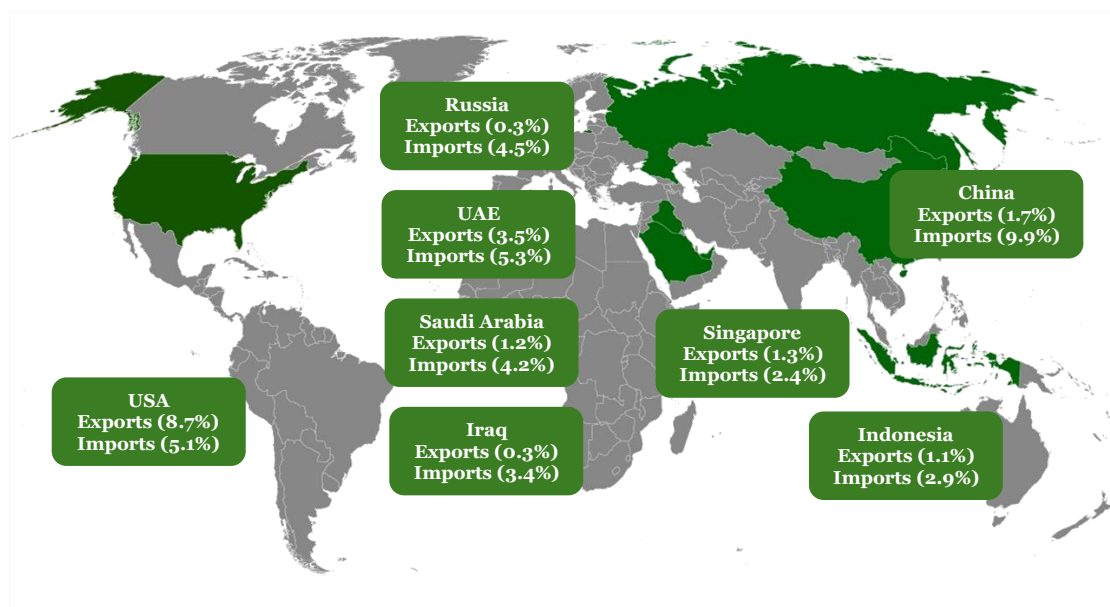 Russia
Exports (0.3%)
Imports (4.5%)
UAE
Exports (3.5%)
Imports (5.3%)
China
Exports (1.7%)
Imports (9.9%)
Saudi Arabia
Exports (1.2%)
Imports (4.2%)
Singapore
Exports (1.3%)
Imports (2.4%)
USA
Exports (8.7%)
Imports (5.1%)
Iraq
Exports (0.3%)
Imports (3.4%)
Indonesia
Exports (1.1%)
Imports (2.9%)